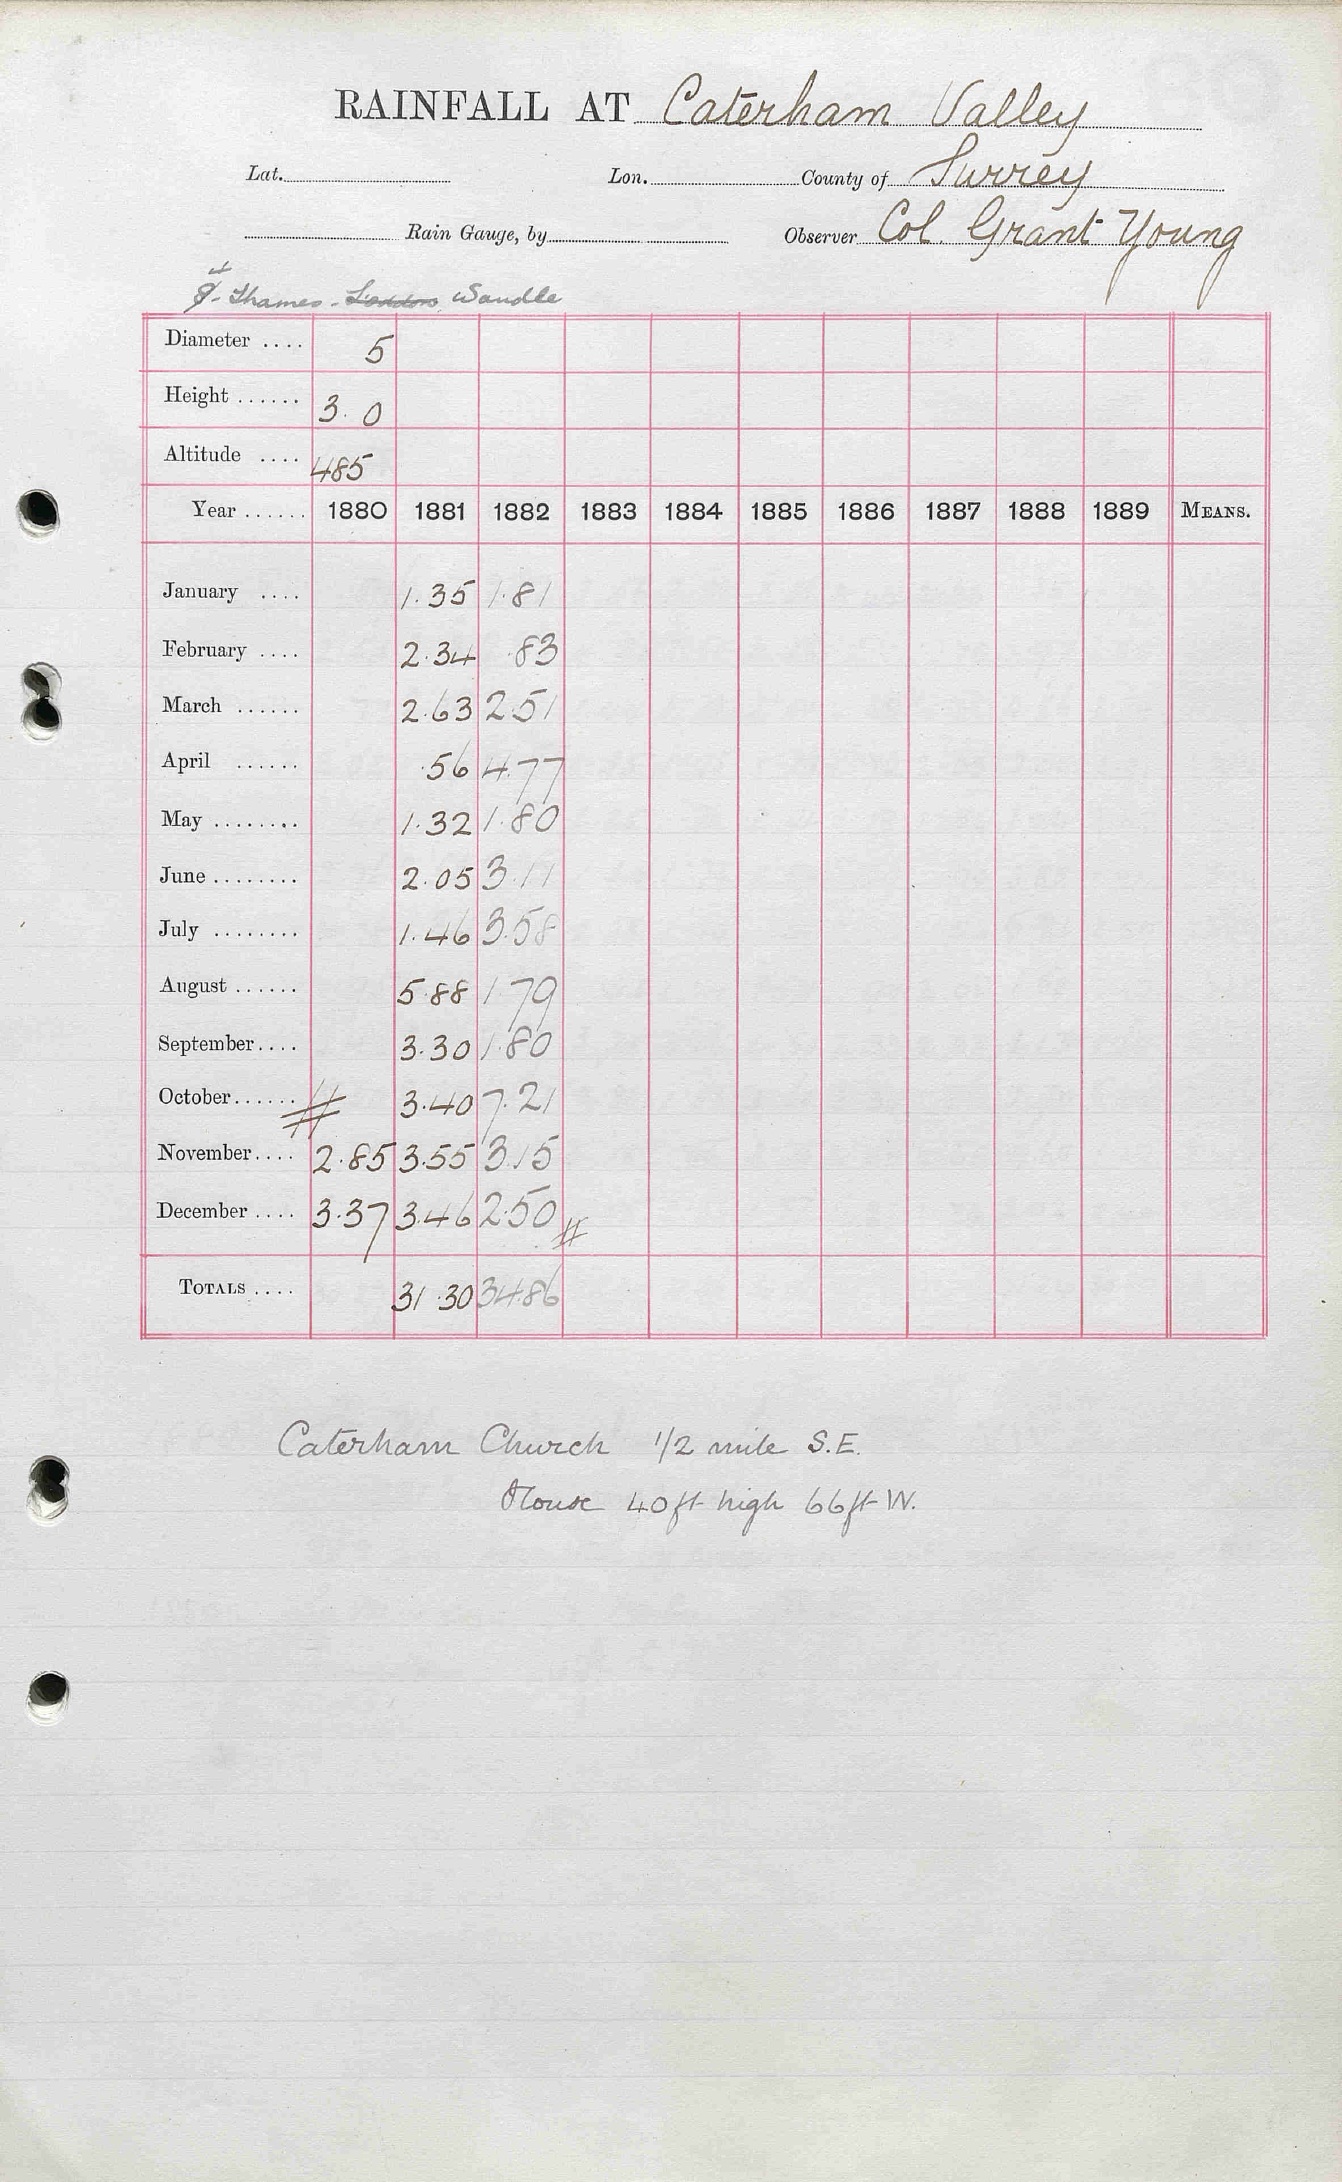 RAINFALL AT Caterham Valley
Lat. Lon. County of Surrey
Rain Gauge, by Observer Col. Grant Young
Thames - Loddon Wandle
Diameter .... 5
Height ...... 3. 0
Altitude .... 485
Year ...... 1880 1881 1882 1883 1884 1885 1886 1887 1888 1889 MEANS.
January .... 1.35 1.81
February .... 2.34 .83
March ...... 2.63 2.51
April ...... .56 4.77
May ........ 1.32 1.80
June ........ 2.05 3.11
July ........ 1.46 3.58
August ...... 5.88 1.79
September.... 3.30 1.80
October...... # 3.40 7.21
November.... 2.85 3.55 3.15
December .... 3.37 3.46 2.50 #
TOTALS .... 31.30 34.86
Caterham Church 1/2 mile S.E.
House 40ft high 66ft W.